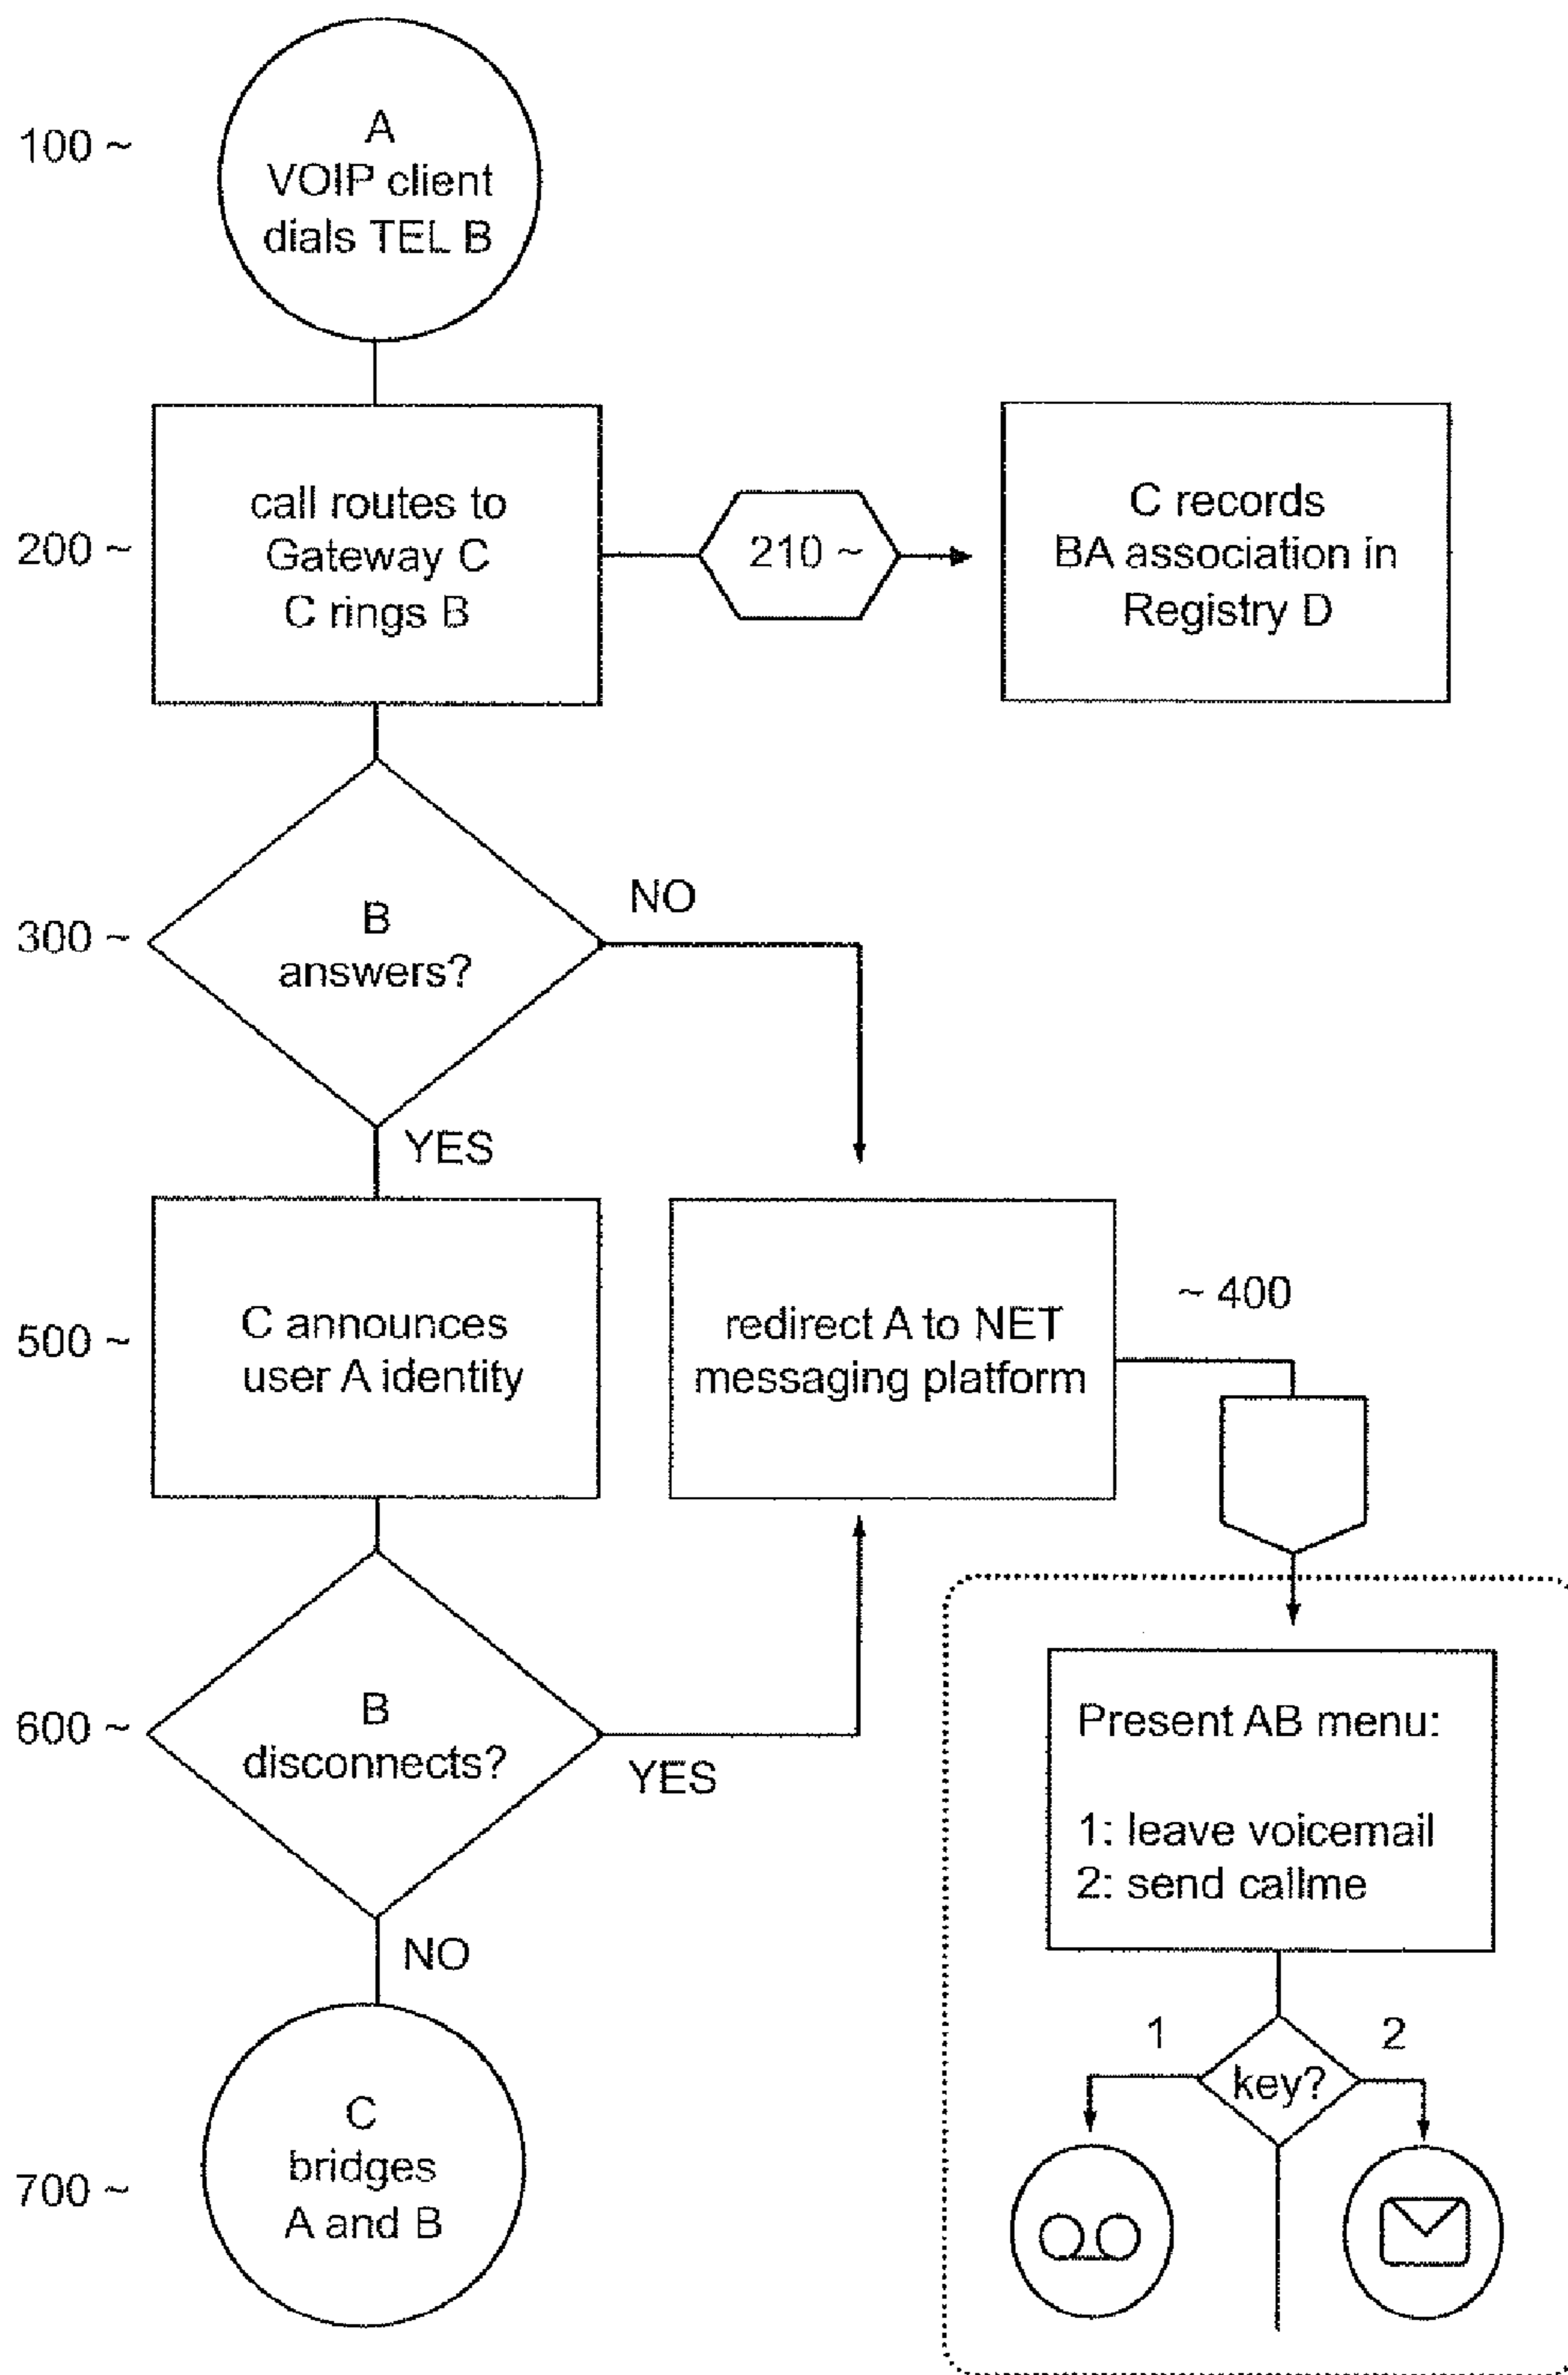 100 ~
A
VOIP client
dials TEL B
200 ~
call routes to
Gateway C
C rings B
210 ~
C records
BA association in
Registry D
300 ~
B
answers?
NO
YES
500 ~
C announces
user A identity
redirect A to NET
messaging platform
~ 400
600 ~
B
disconnects?
YES
NO
Present AB menu:
1: leave voicemail
2: send callme
1
key?
2
700 ~
C
bridges
A and B